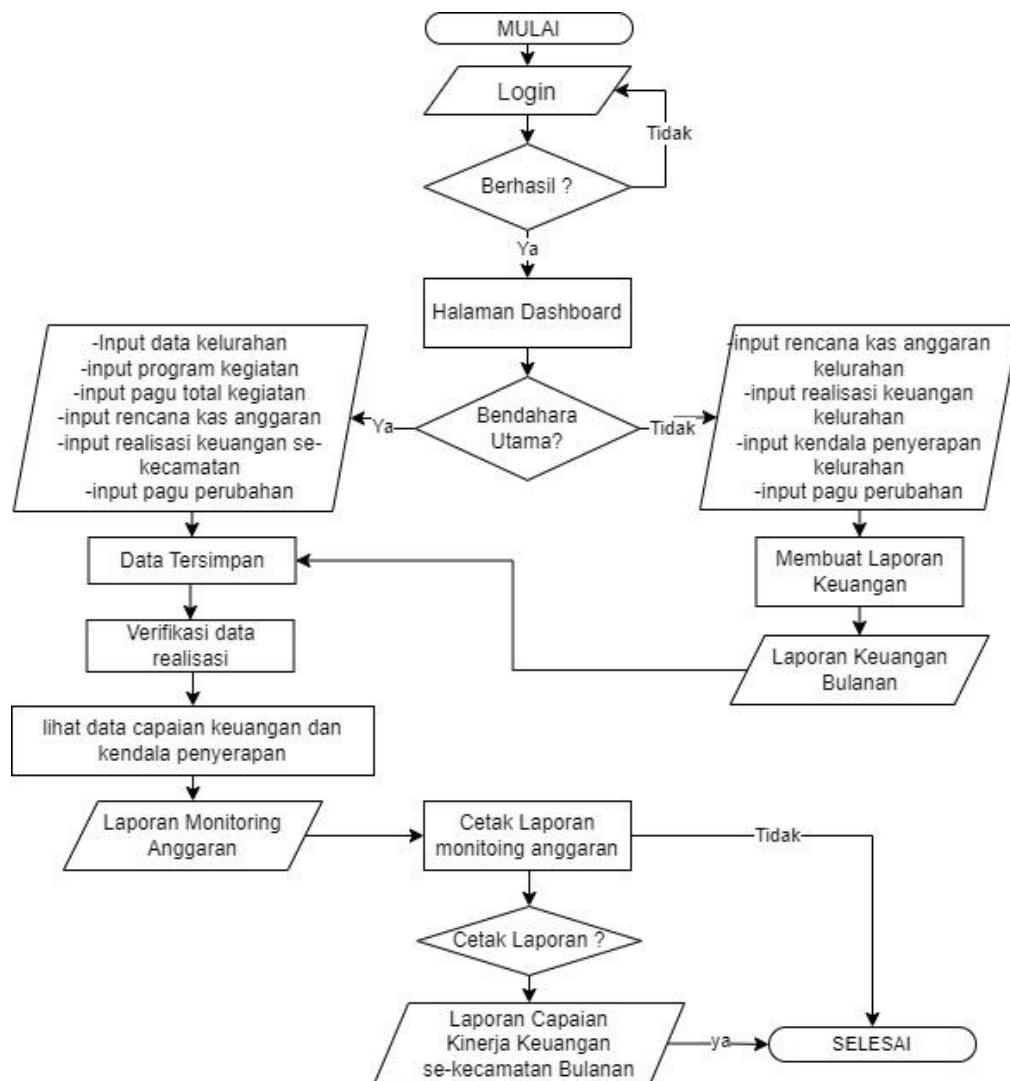 MULAI
Login
Tidak
Berhasil ?
Ya
Halaman Dashboard
-Input data kelurahan
-input program kegiatan
-input pagu total kegiatan
-input rencana kas anggaran
-input realisasi keuangan se-
kecamatan
-input pagu perubahan
Ya
Bendahara
Utama?
Tidak
-input rencana kas anggaran
kelurahan
-input realisasi keuangan
kelurahan
-input kendala penyerapan
kelurahan
-input pagu perubahan
Data Tersimpan
Membuat Laporan
Keuangan
Verifikasi data
realisasi
Laporan Keuangan
Bulanan
lihat data capaian keuangan dan
kendala penyerapan
Laporan Monitoring
Anggaran
Cetak Laporan
monitoing anggaran
Tidak
Cetak Laporan ?
Laporan Capaian
Kinerja Keuangan
se-kecamatan Bulanan
ya
SELESAI